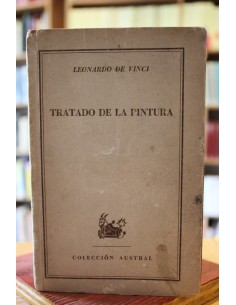 LEONARDO DE VINCI
TRATADO DE LA PINTURA
COLECCIÓN AUSTRAL